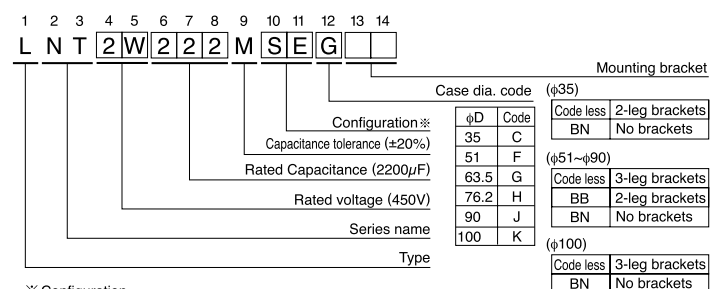 1 2 3 4 5 6 7 8 9 10 11 12 13 14
L N T 2 W 2 2 2 M S E G
Mounting bracket
Case dia. code
Configuration※
Capacitance tolerance (±20%)
Rated Capacitance (2200µF)
Rated voltage (450V)
Series name
Type
φD Code
35 C
51 F
63.5 G
76.2 H
90 J
100 K
(φ35)
Code less 2-leg brackets
BN No brackets
(φ51~φ90)
Code less 3-leg brackets
BB 2-leg brackets
BN No brackets
(φ100)
Code less 3-leg brackets
BN No brackets
※ Configuration